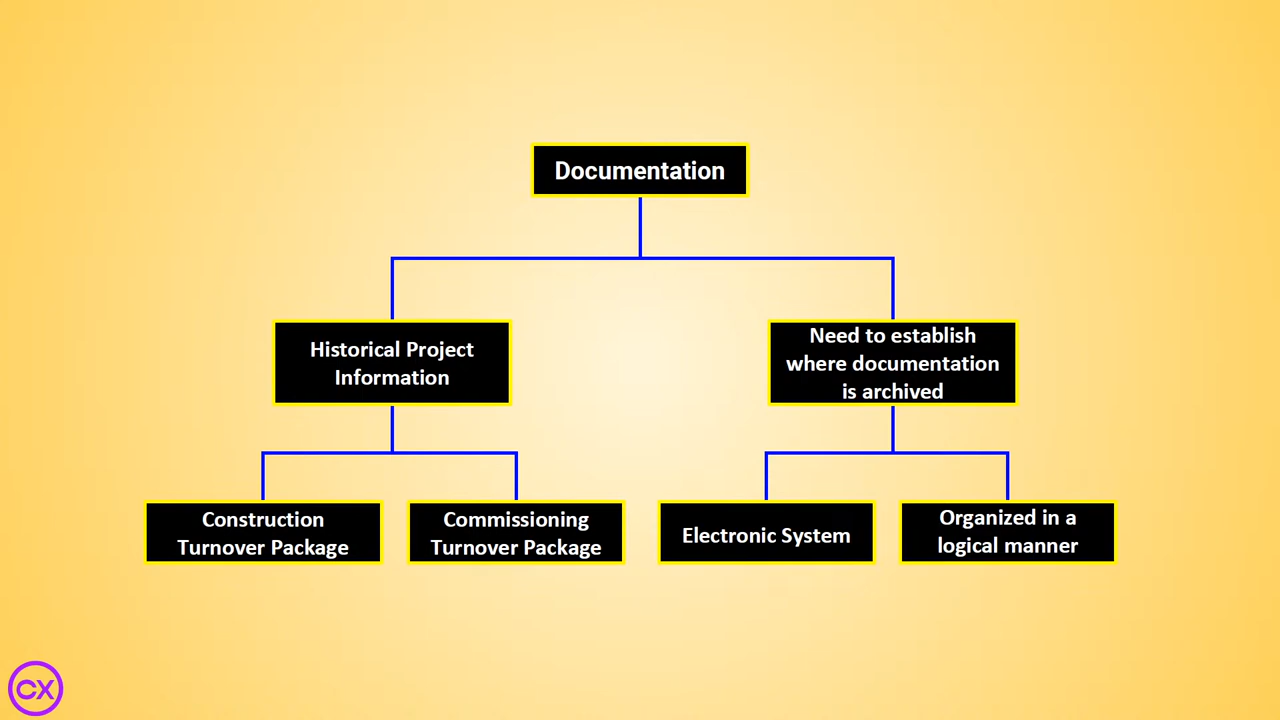 Documentation
Historical Project
Information
Need to establish
where documentation
is archived
Construction
Turnover Package
Commissioning
Turnover Package
Electronic System
Organized in a
logical manner
CX